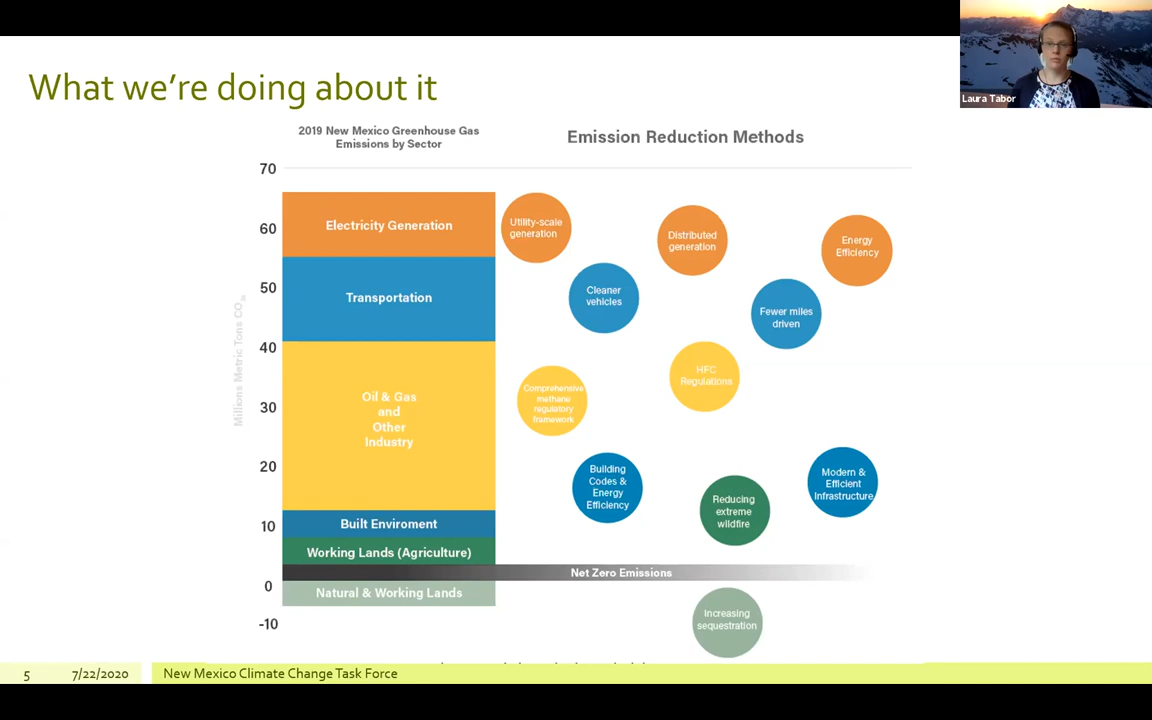 Laura Tabor
What we're doing about it
2019 New Mexico Greenhouse Gas
Emissions by Sector
Emission Reduction Methods
Millions Metric Tons CO
70
60
50
40
30
20
10
0
-10
Electricity Generation
Transportation
Oil & Gas
and
Other
Industry
Built Enviroment
Working Lands (Agriculture)
Natural & Working Lands
Utility-scale
generation
Distributed
generation
Energy
Efficiency
Cleaner
vehicles
Fewer miles
driven
Comprehensive
methane
regulatory
framework
HFC
Regulations
Building
Codes &
Energy
Efficiency
Reducing
extreme
wildfire
Modern &
Efficient
Infrastructure
Net Zero Emissions
Increasing
sequestration
5
7/22/2020
New Mexico Climate Change Task Force